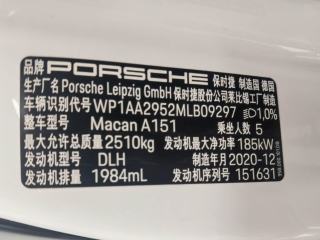 品牌 PORSCHE 保时捷 制造国 德国
生产厂名 Porsche Leipzig GmbH 保时捷股份公司莱比锡工厂制造
车辆识别代号 WP1AA2952MLB09297 1,0%
整车型号 Macan A151 乘坐人数 5
最大允许总质量 2510kg 发动机最大净功率 185kW
发动机型号 DLH 制造年月 2020-12
发动机排量 1984mL 发动机序列号 151631